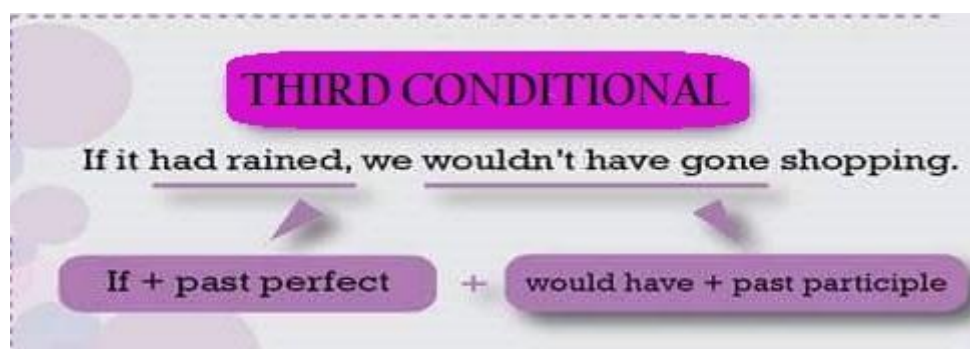 THIRD CONDITIONAL
If it had rained, we wouldn't have gone shopping.
If + past perfect + would have + past participle